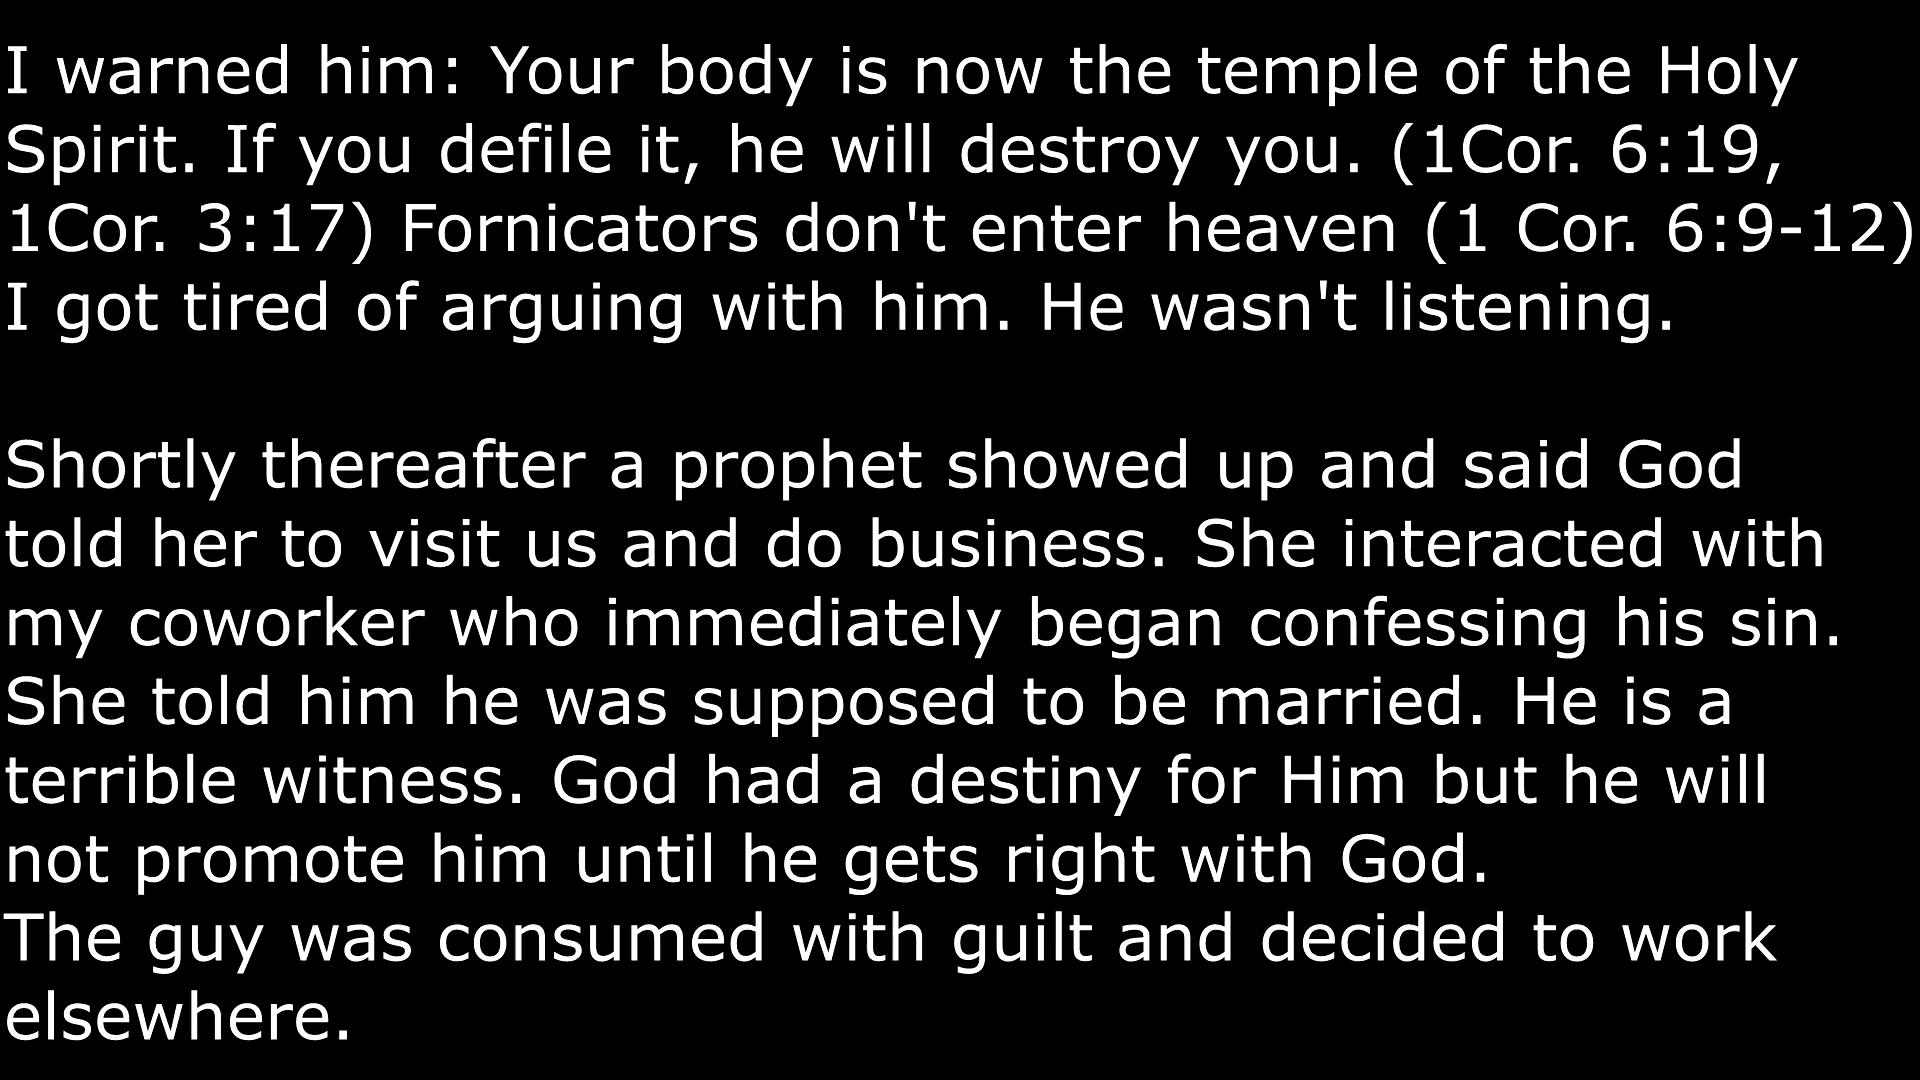 I warned him: Your body is now the temple of the Holy
Spirit. If you defile it, he will destroy you. (1Cor. 6:19,
1Cor. 3:17) Fornicators don't enter heaven (1 Cor. 6:9-12)
I got tired of arguing with him. He wasn't listening.

Shortly thereafter a prophet showed up and said God
told her to visit us and do business. She interacted with
my coworker who immediately began confessing his sin.
She told him he was supposed to be married. He is a
terrible witness. God had a destiny for Him but he will
not promote him until he gets right with God.
The guy was consumed with guilt and decided to work
elsewhere.